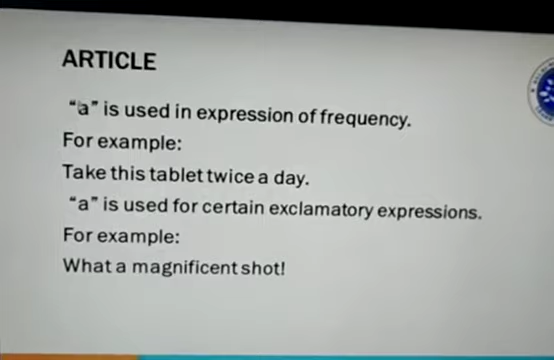 ARTICLE
"a" is used in expression of frequency.
For example:
Take this tablet twice a day.
"a" is used for certain exclamatory expressions.
For example:
What a magnificent shot!